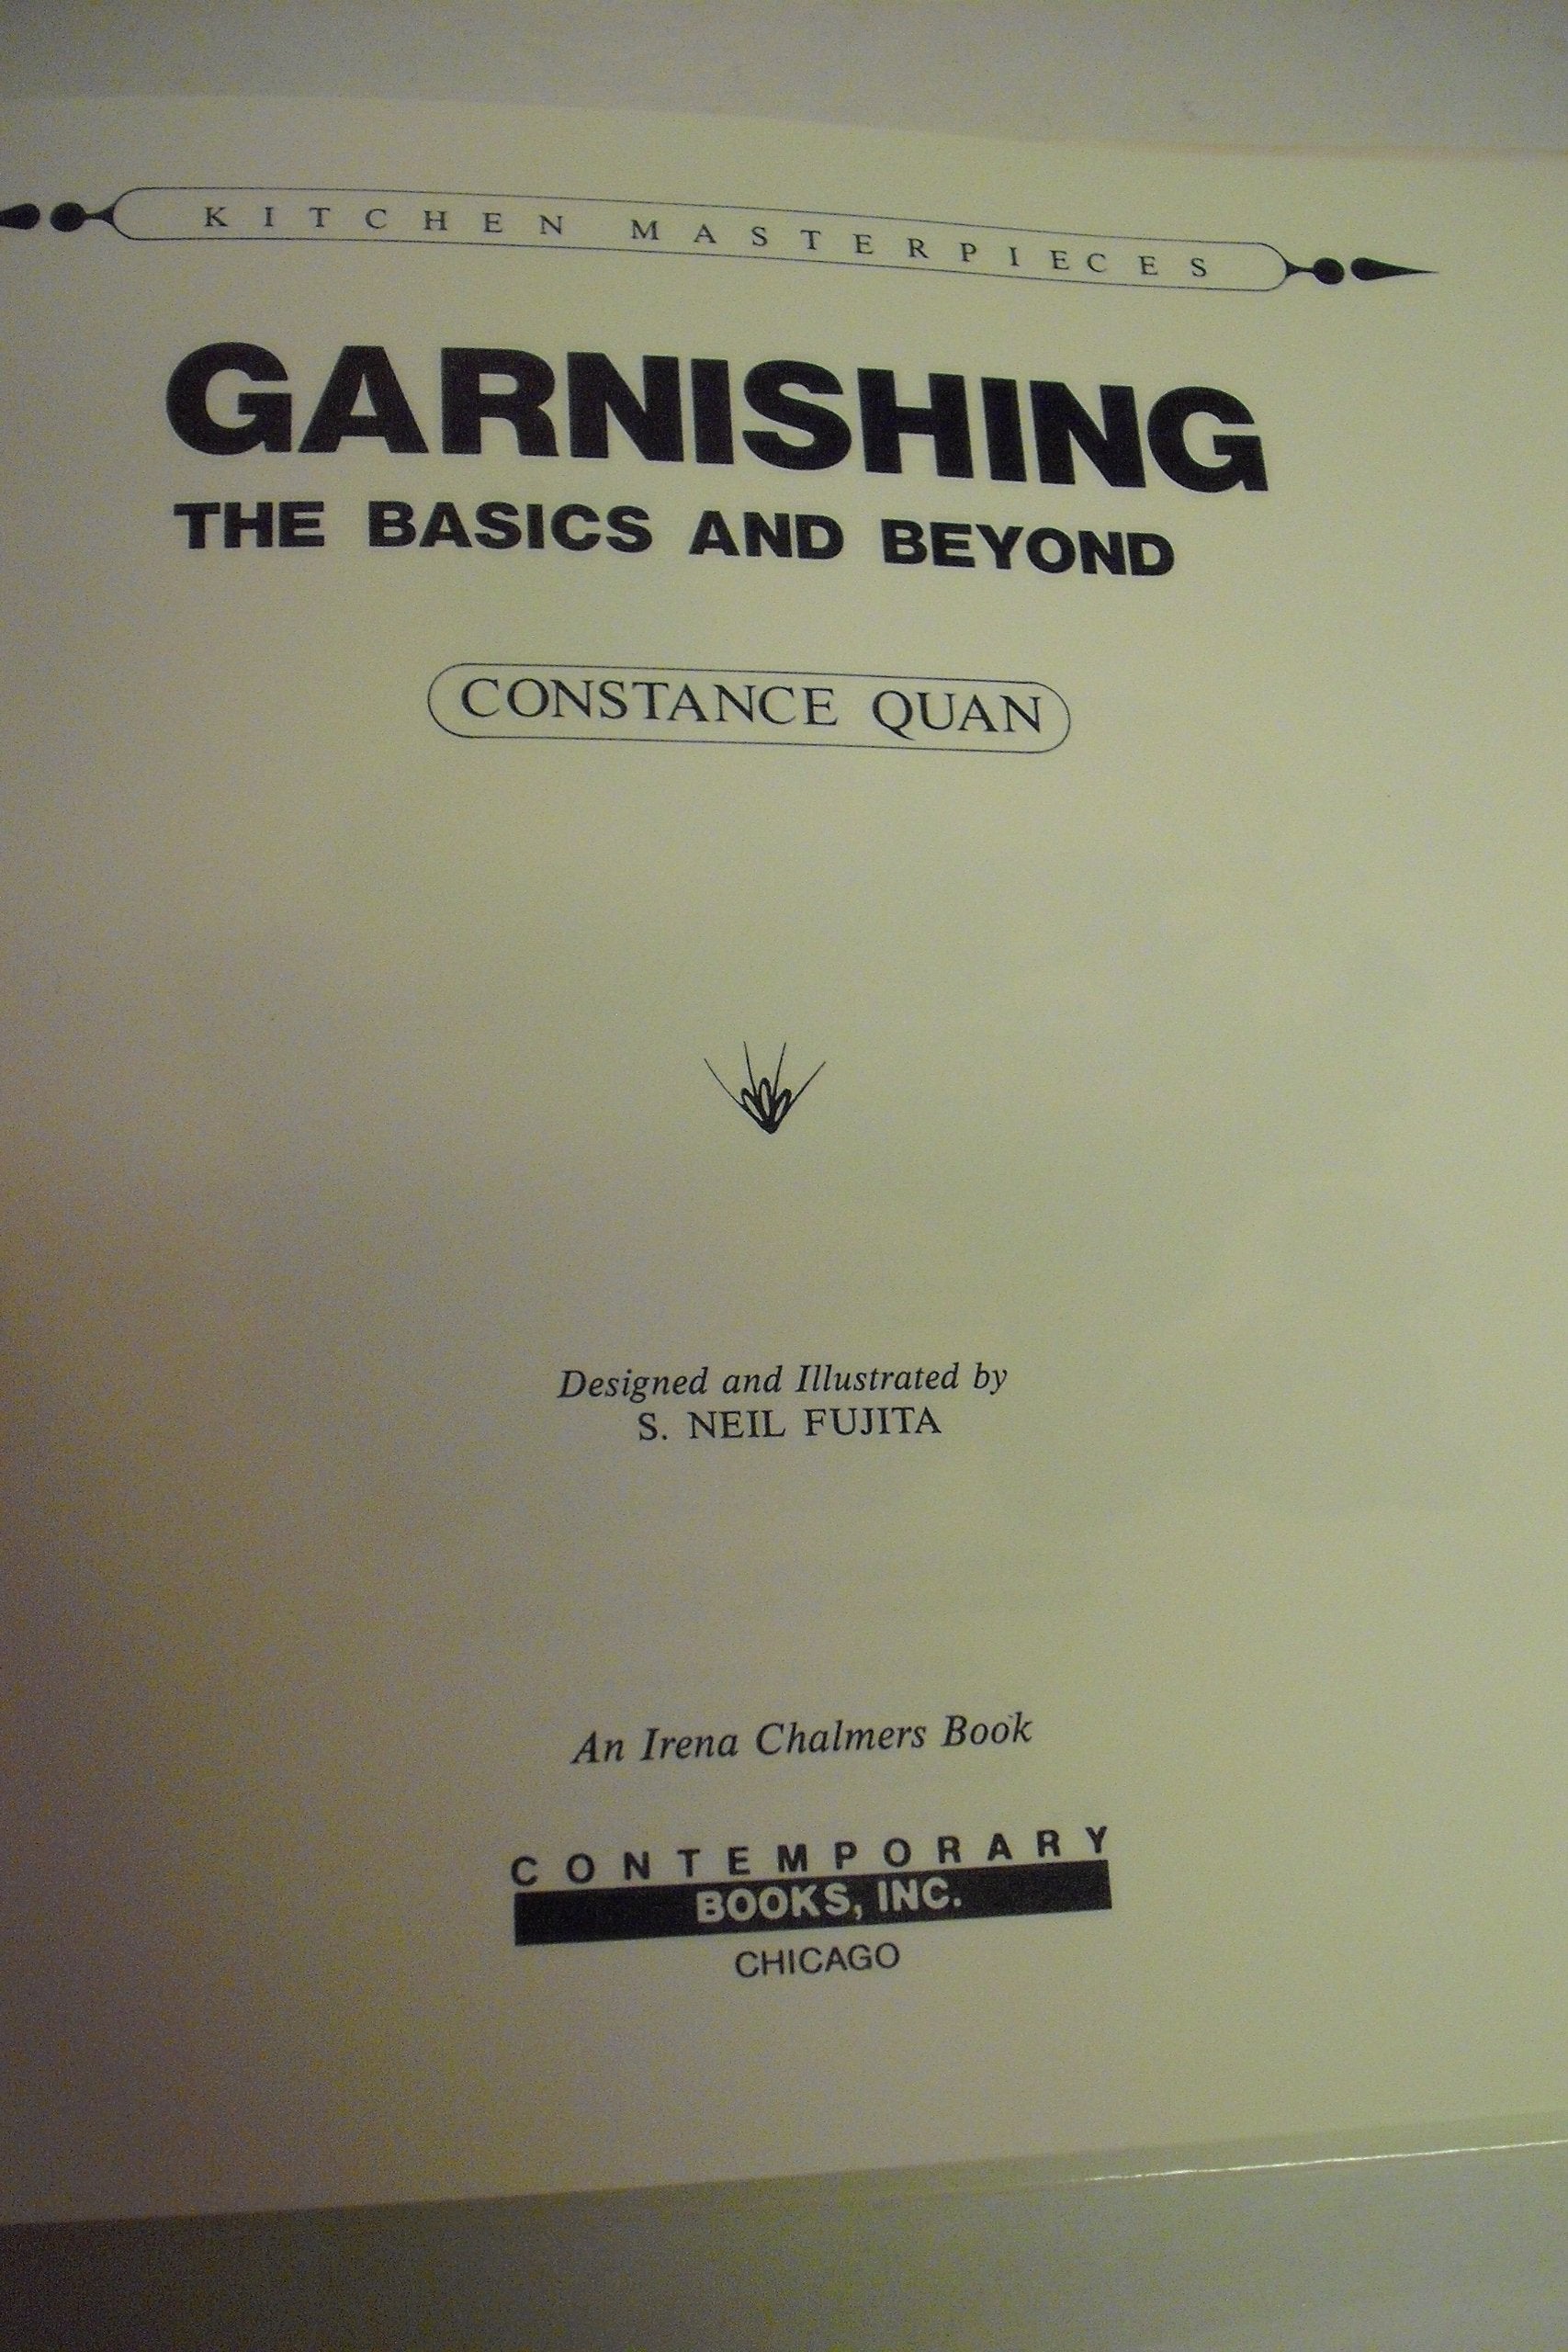 KITCHEN MASTERPIECES
GARNISHING
THE BASICS AND BEYOND
CONSTANCE QUAN
Designed and Illustrated by
S. NEIL FUJITA
An Irena Chalmers Book
CONTEMPORARY
BOOKS, INC.
CHICAGO